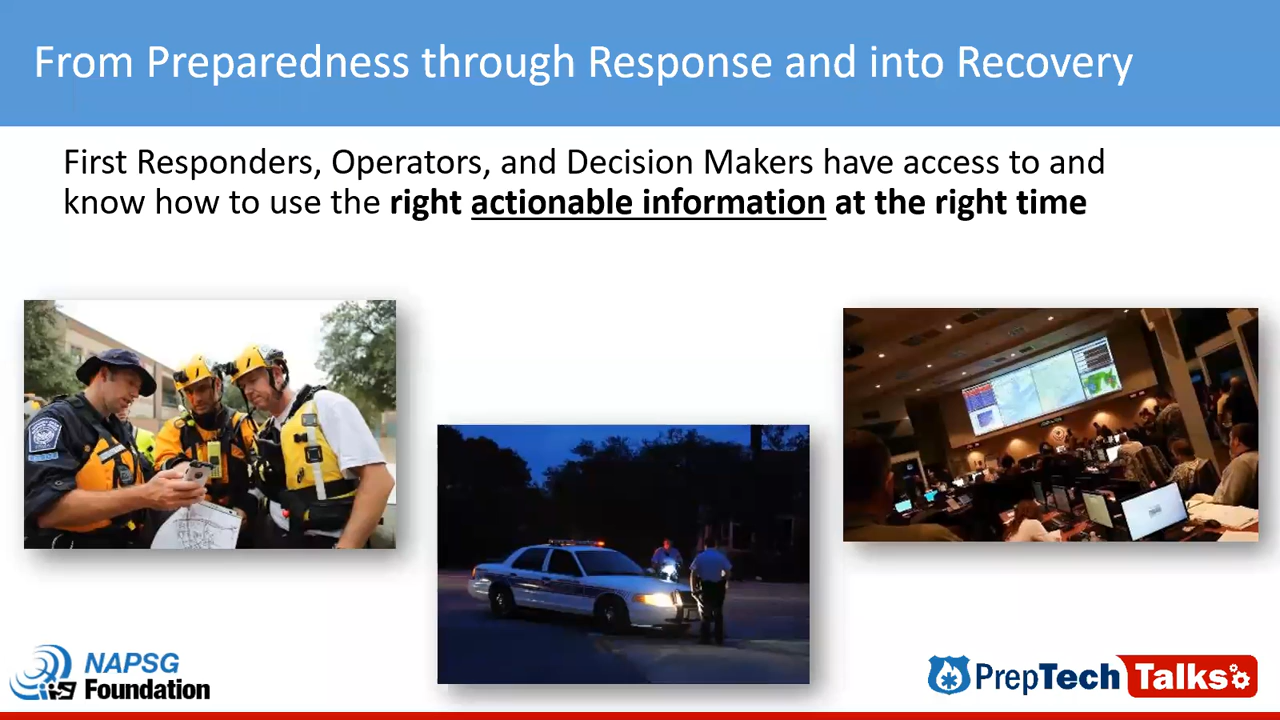 From Preparedness through Response and into Recovery
First Responders, Operators, and Decision Makers have access to and
know how to use the right actionable information at the right time
NAPSG
Foundation
PrepTech Talks